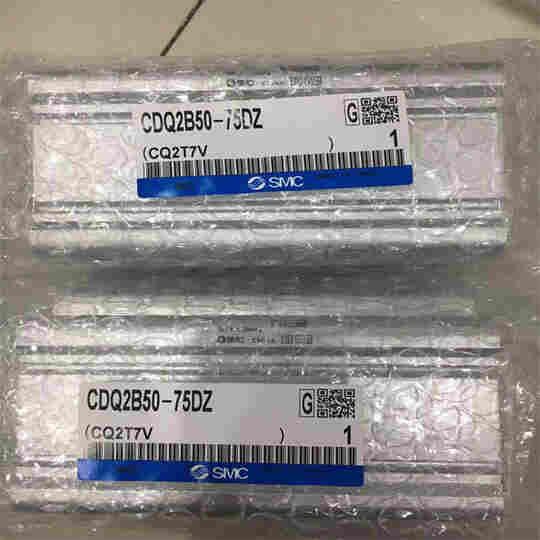 CDQ2B50-75DZ
G
(CQ2T7V )
1
SMC
CDQ2B50-75DZ
G
(CQ2T7V )
1
SMC